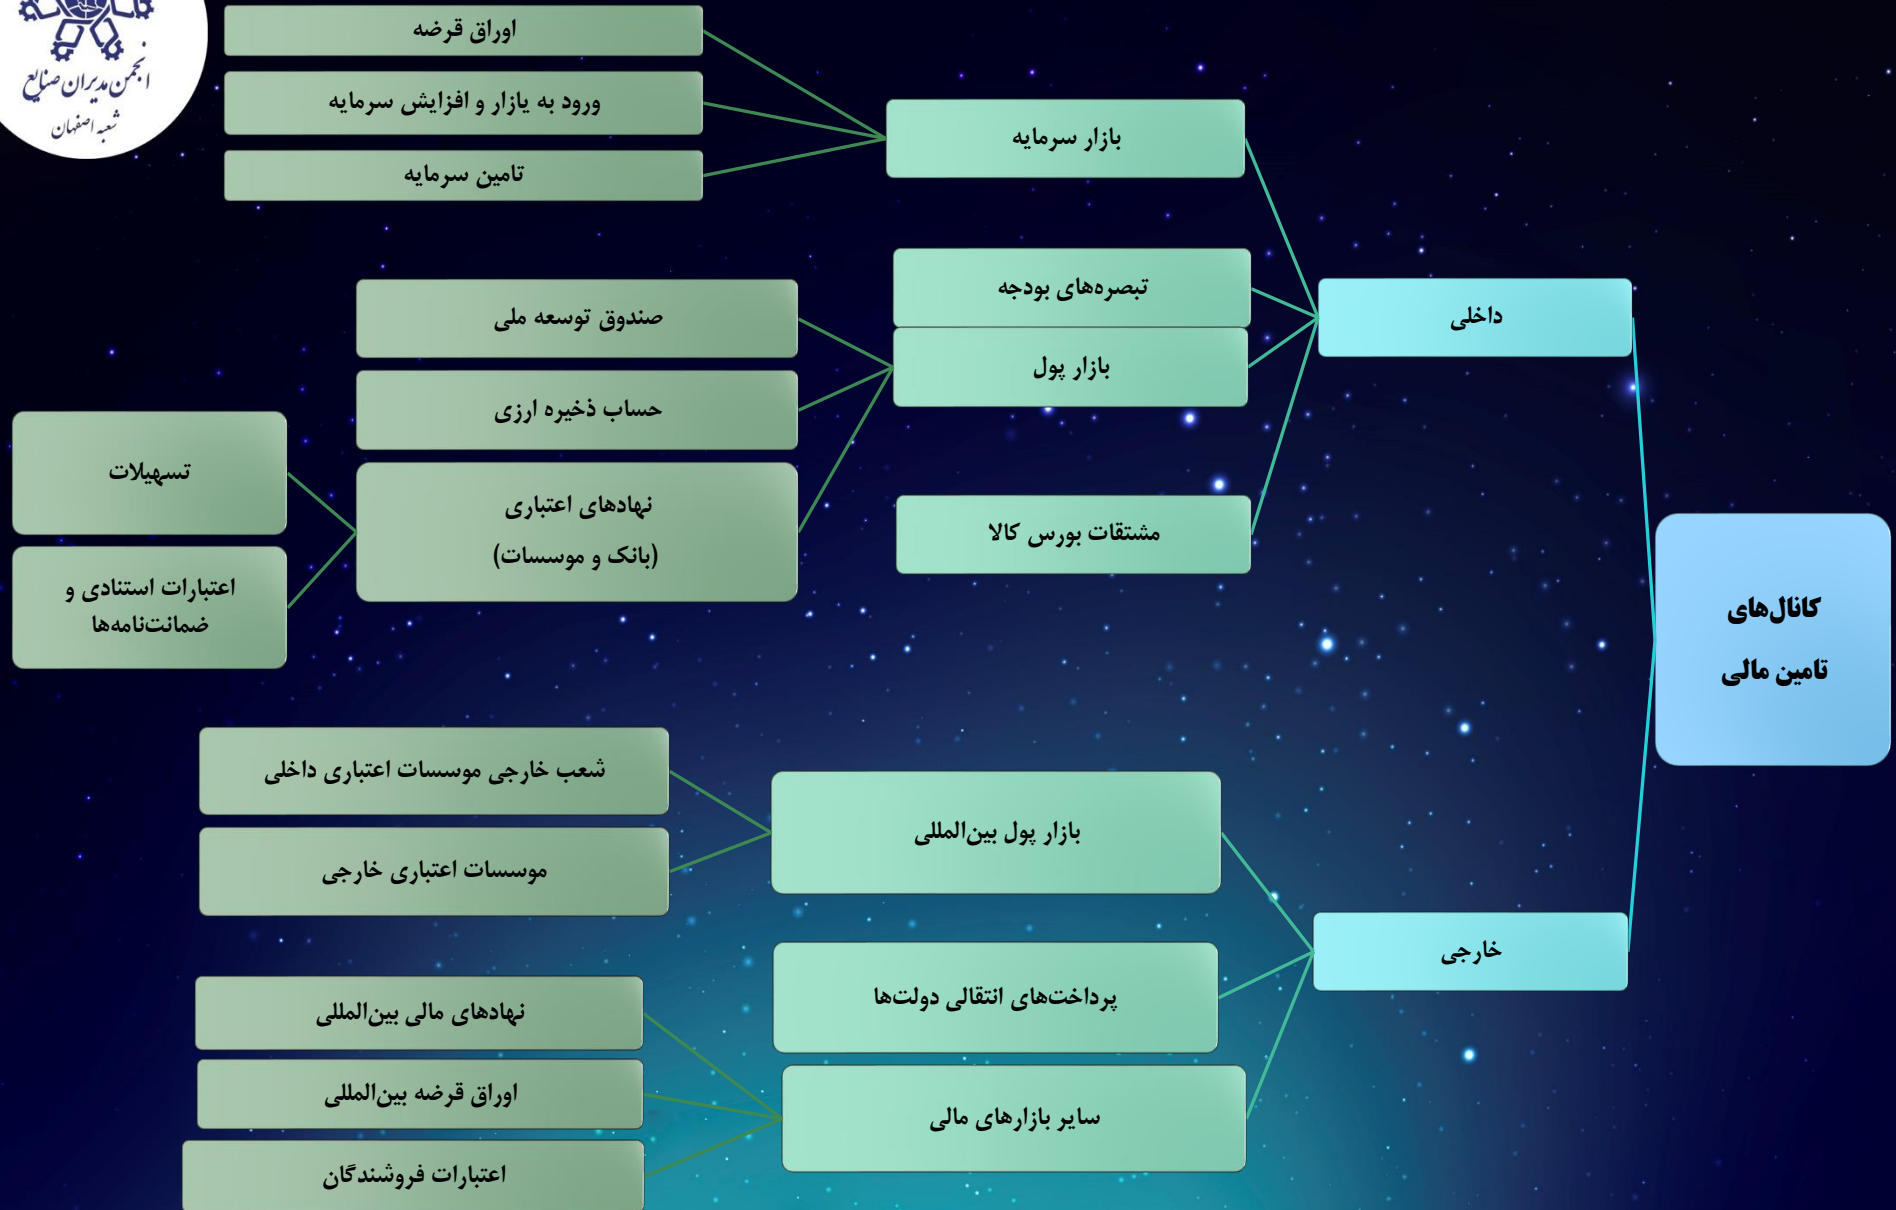 انجمن مدیران صنایع
شعبه اصفهان
کانال‌های
تامین مالی
داخلی
بازار سرمایه
اوراق قرضه
ورود به یازار و افزایش سرمایه
تامین سرمایه
تبصره‌های بودجه
بازار پول
صندوق توسعه ملی
حساب ذخیره ارزی
نهادهای اعتباری
(بانک و موسسات)
تسهیلات
اعتبارات استنادی و
ضمانت‌نامه‌ها
مشتقات بورس کالا
خارجی
بازار پول بین‌المللی
شعب خارجی موسسات اعتباری داخلی
موسسات اعتباری خارجی
پرداخت‌های انتقالی دولت‌ها
سایر بازارهای مالی
نهادهای مالی بین‌المللی
اوراق قرضه بین‌المللی
اعتبارات فروشندگان